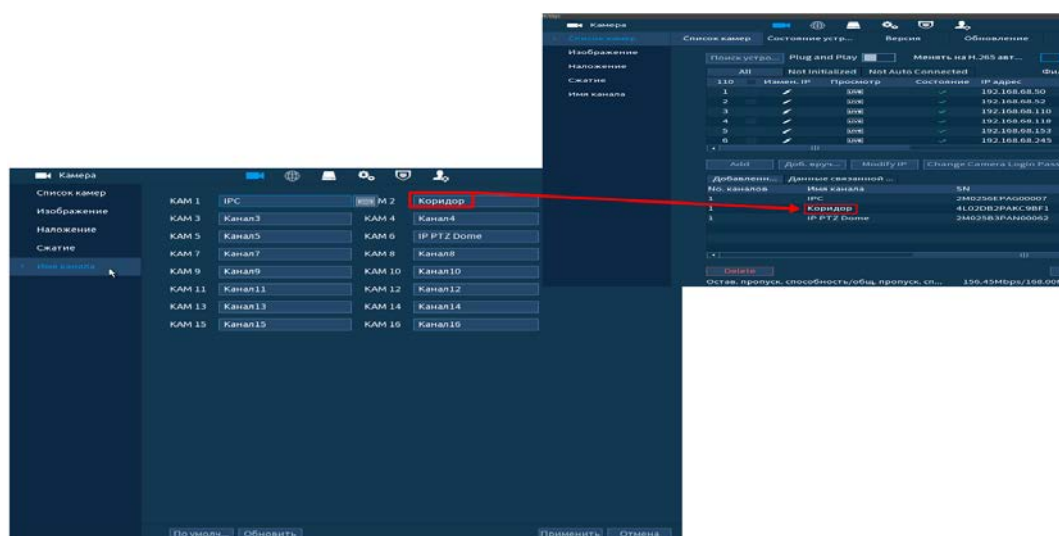 Камера
Список камер
Изображение
Наложение
Сжатие
Имя канала
Список камер Состояние устр... Версия Обновление
Поиск устро... Plug and Play Менять на H.265 авт...
All Not Initialized Not Auto Connected
110 Измен. IP Просмотр Состояние IP адрес
1 LIVE 192.168.68.50
2 LIVE 192.168.68.52
3 LIVE 192.168.68.110
4 LIVE 192.168.68.118
5 LIVE 192.168.68.153
6 LIVE 192.168.68.245
Add Доб. вруч... Modify IP Change Camera Login Pass
Добавленн... Данные связанной ...
No. каналов Имя канала SN
1 IPC 2M0256EPAG00007
1 Коридор 4L02DB2PAKC9BF1
1 IP PTZ Dome 2M025B3PAN00062
Delete
Остав. пропуск. способность/общ. пропуск. сп... 156.45Mbps/168.00M
Камера
Список камер
Изображение
Наложение
Сжатие
Имя канала
КАМ 1 IPC М 2 Коридор
КАМ 3 Канал3 КАМ 4 Канал4
КАМ 5 Канал5 КАМ 6 IP PTZ Dome
КАМ 7 Канал7 КАМ 8 Канал8
КАМ 9 Канал9 КАМ 10 Канал10
КАМ 11 Канал11 КАМ 12 Канал12
КАМ 13 Канал13 КАМ 14 Канал14
КАМ 15 Канал15 КАМ 16 Канал16
По умолч... Обновить Применить Отмена